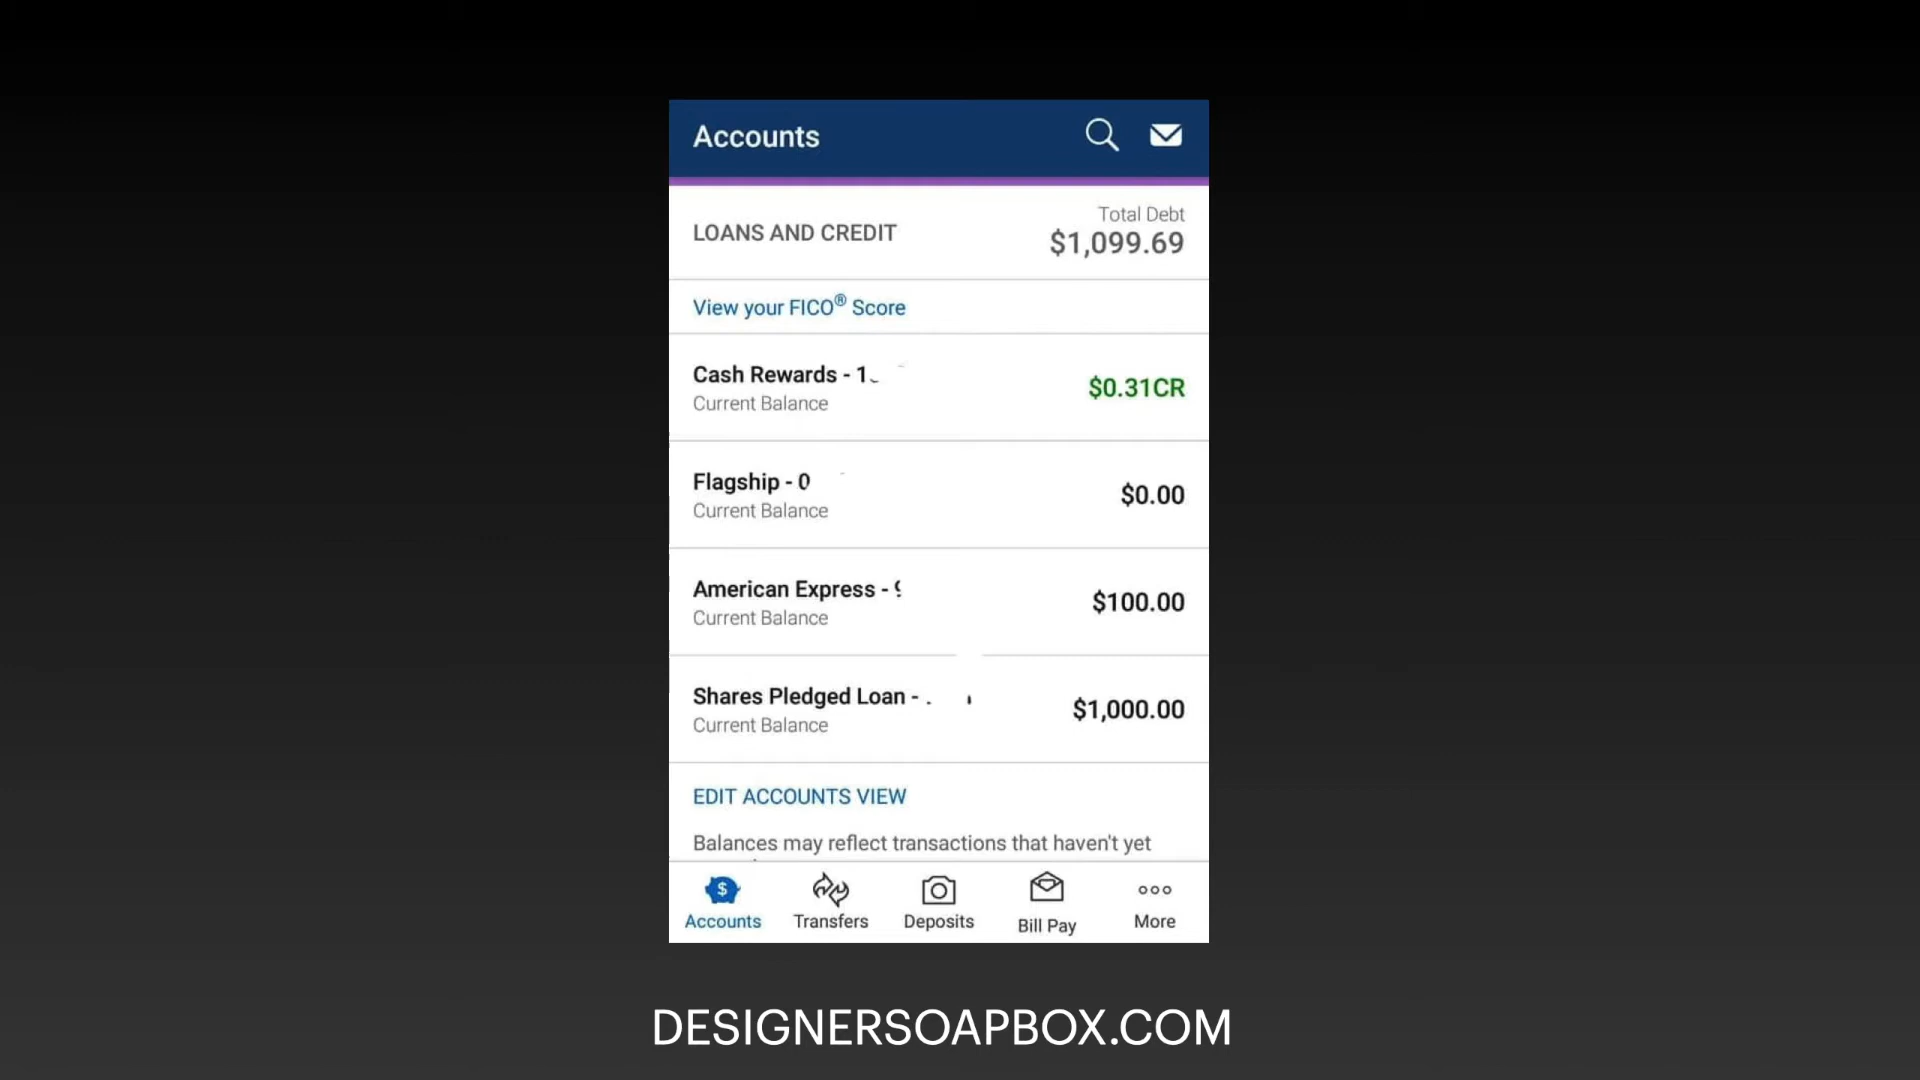 Accounts
Total Debt
LOANS AND CREDIT
$1,099.69
View your FICO® Score
Cash Rewards - 1
$0.31CR
Current Balance
Flagship - 0
$0.00
Current Balance
American Express - 9
$100.00
Current Balance
Shares Pledged Loan -
$1,000.00
Current Balance
EDIT ACCOUNTS VIEW
Balances may reflect transactions that haven't yet
Accounts
Transfers
Deposits
Bill Pay
More
DESIGNERSOAPBOX.COM